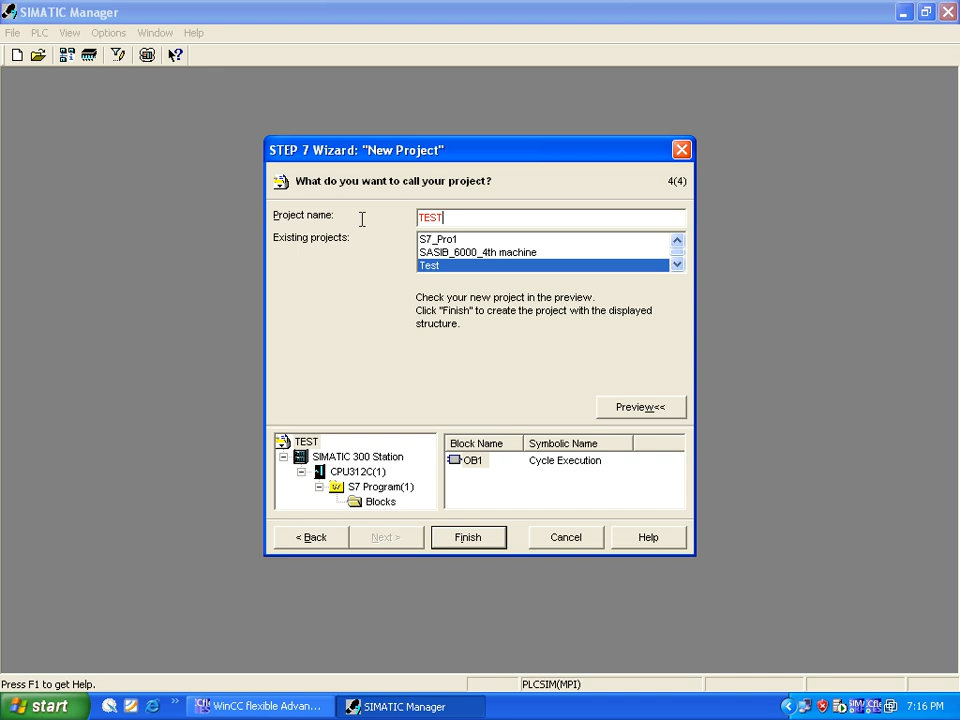 SIMATIC Manager
File PLC View Options Window Help
STEP 7 Wizard: "New Project"
What do you want to call your project? 4(4)
Project name: TEST
Existing projects: S7_Pro1
SASIB_6000_4th machine
Test
Check your new project in the preview.
Click "Finish" to create the project with the displayed
structure.
Preview<<
TEST
SIMATIC 300 Station
CPU312C(1)
S7 Program(1)
Blocks
Block Name Symbolic Name
OB1 Cycle Execution
< Back Next > Finish Cancel Help
Press F1 to get Help. PLCSIM(MPI)
start WinCC flexible Advan... SIMATIC Manager 7:16 PM